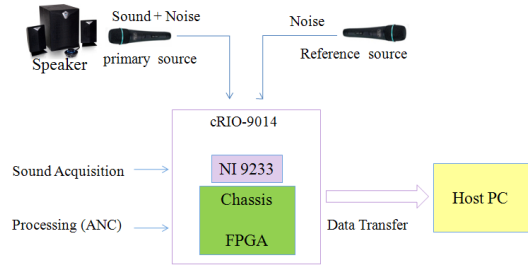 Sound + Noise
Noise
Speaker
primary source
Reference source
cRIO-9014
Sound Acquisition
NI 9233
Chassis
Host PC
Processing (ANC)
Data Transfer
FPGA